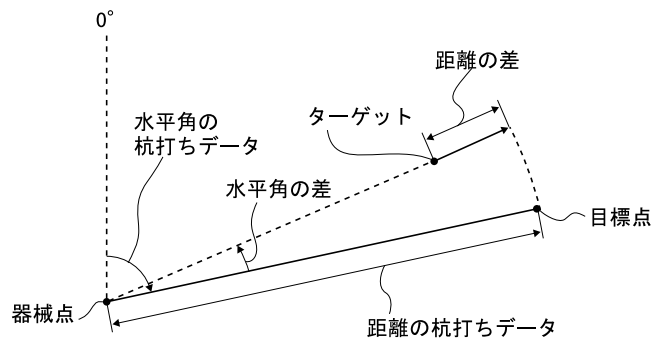 0°
距離の差
ターゲット
水平角の
杭打ちデータ
水平角の差
目標点
器械点
距離の杭打ちデータ